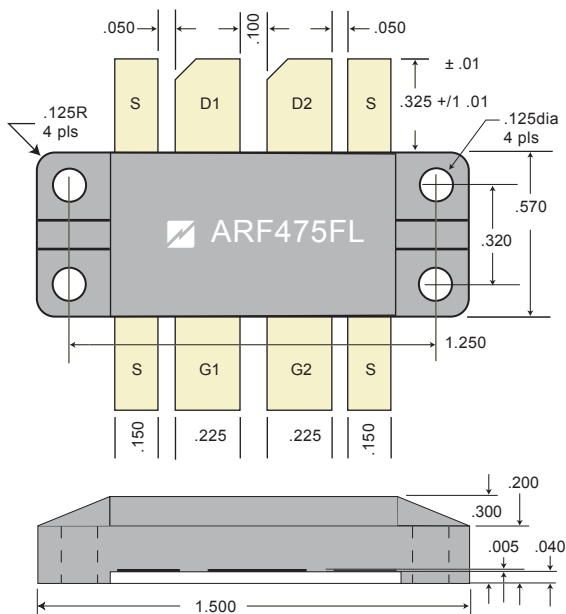 .050
.100
.050
± .01
S
D1
D2
S
.325 +/1 .01
.125R
4 pls
.125dia
4 pls
ARF475FL
.570
.320
1.250
S
G1
G2
S
.150
.225
.225
.150
.200
.300
.005
.040
1.500